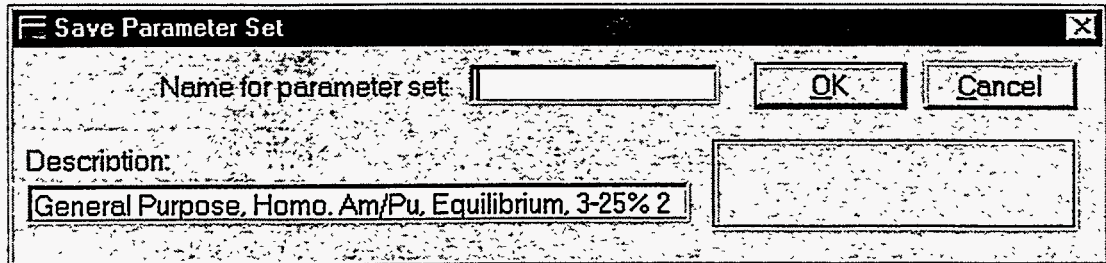 Save Parameter Set
Name for parameter set:
OK
Cancel
Description:
General Purpose, Homo. Am/Pu, Equilibrium, 3-25% 2